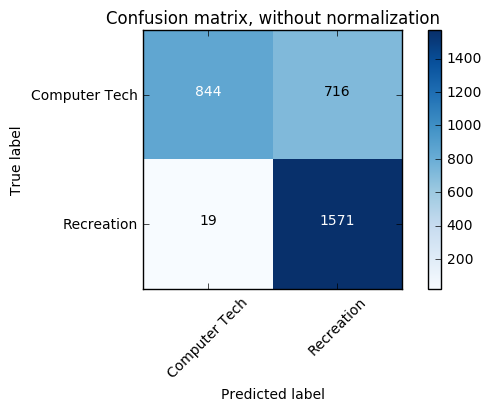 Confusion matrix, without normalization
Computer Tech
844
716
Recreation
19
1571
Computer Tech
Recreation
True label
Predicted label
1400
1200
1000
800
600
400
200